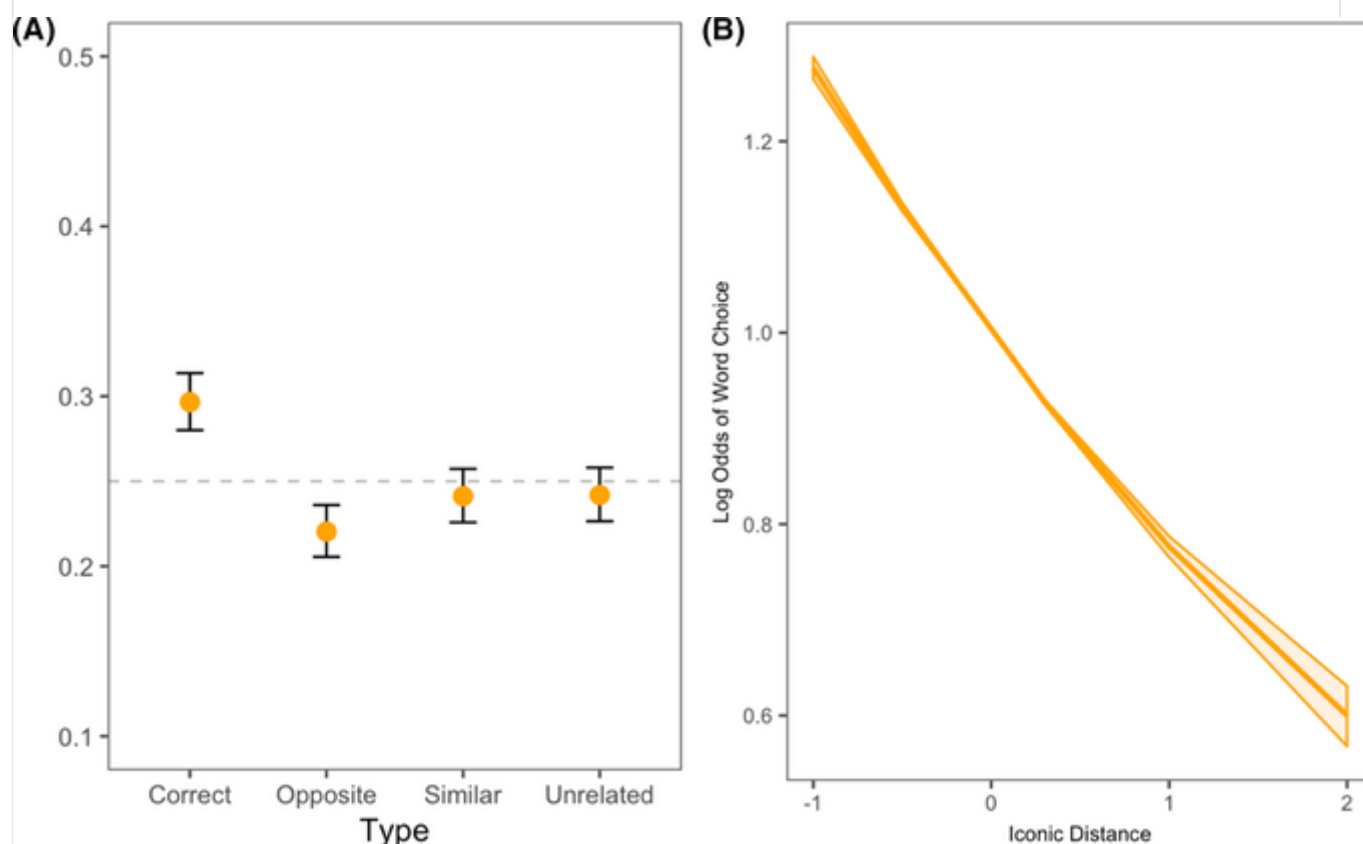 (A)
0.5
0.4
0.3
0.2
0.1
Correct Opposite Similar Unrelated
Type
(B)
Log Odds of Word Choice
1.2
1.0
0.8
0.6
-1 0 1 2
Iconic Distance